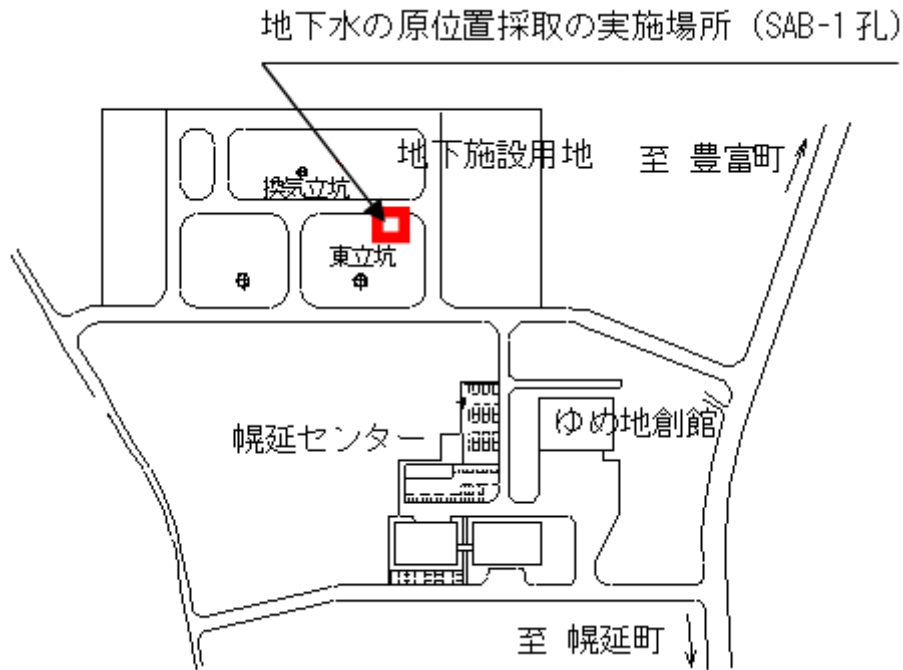 地下水の原位置採取の実施場所（SAB-1 孔）
地下施設用地
至 豊富町
換気立坑
東立坑
幌延センター
ゆめ地創館
至 幌延町